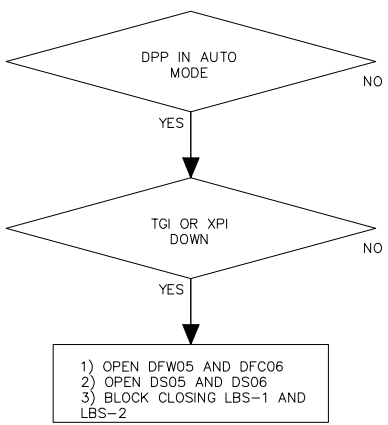 DPP IN AUTO
MODE
NO
YES
TGI OR XPI
DOWN
NO
YES
1) OPEN DFW05 AND DFC06
2) OPEN DS05 AND DS06
3) BLOCK CLOSING LBS-1 AND
LBS-2